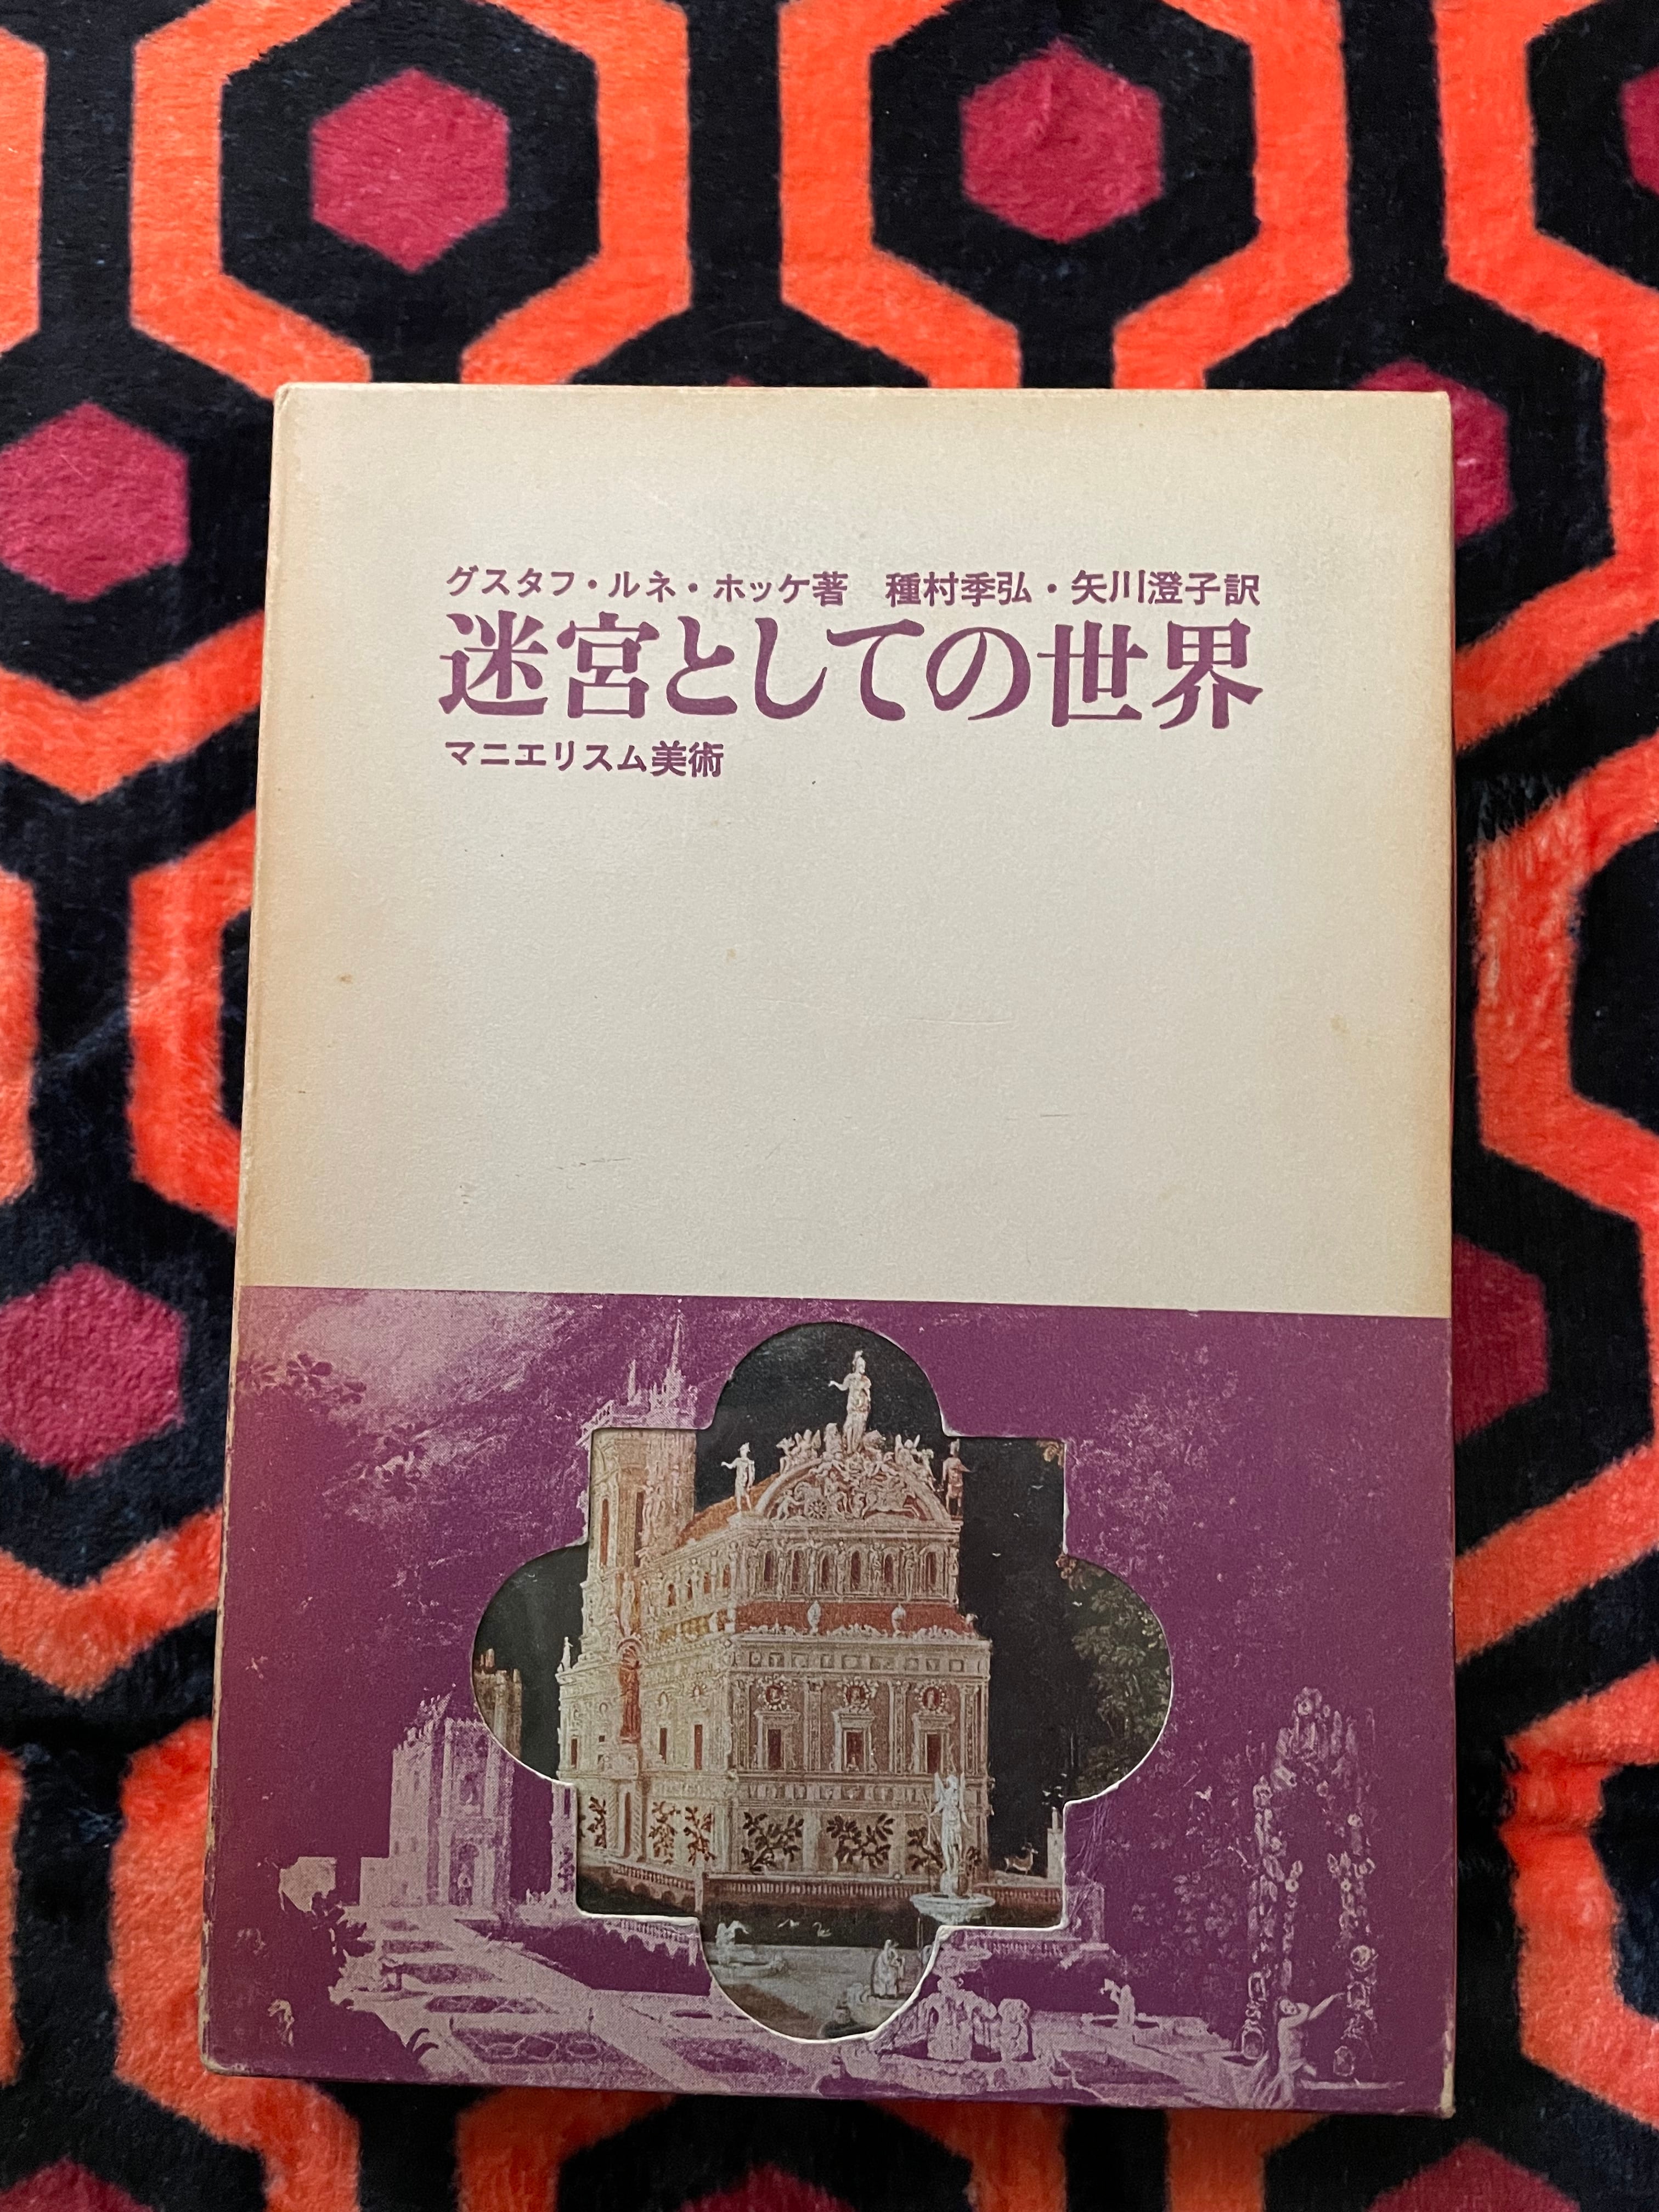 グスタフ・ルネ・ホッケ著　種村季弘・矢川澄子訳
迷宮としての世界
マニエリスム美術